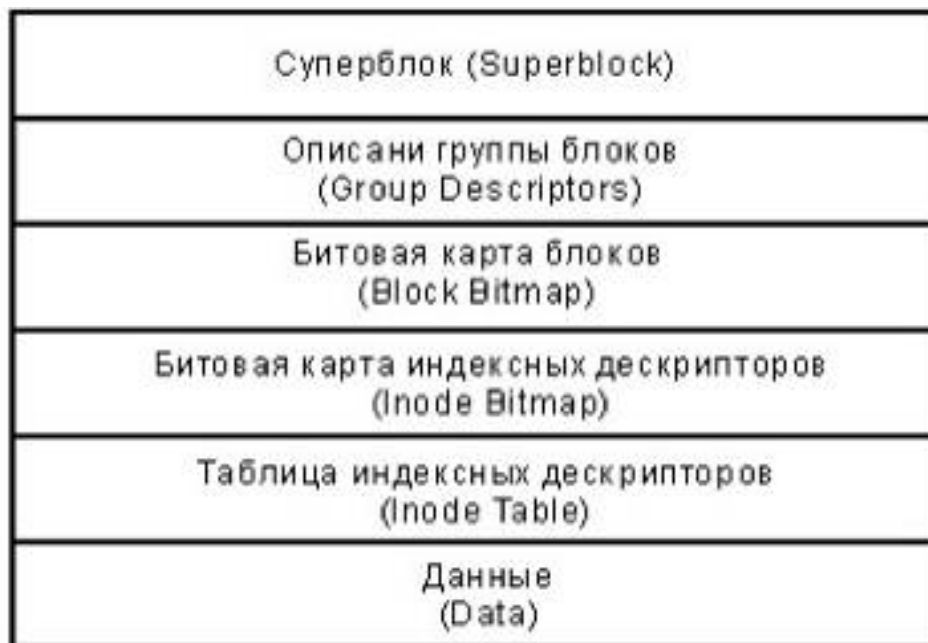 Суперблок (Superblock)
Описани группы блоков
(Group Descriptors)
Битовая карта блоков
(Block Bitmap)
Битовая карта индексных дескрипторов
(Inode Bitmap)
Таблица индексных дескрипторов
(Inode Table)
Данные
(Data)